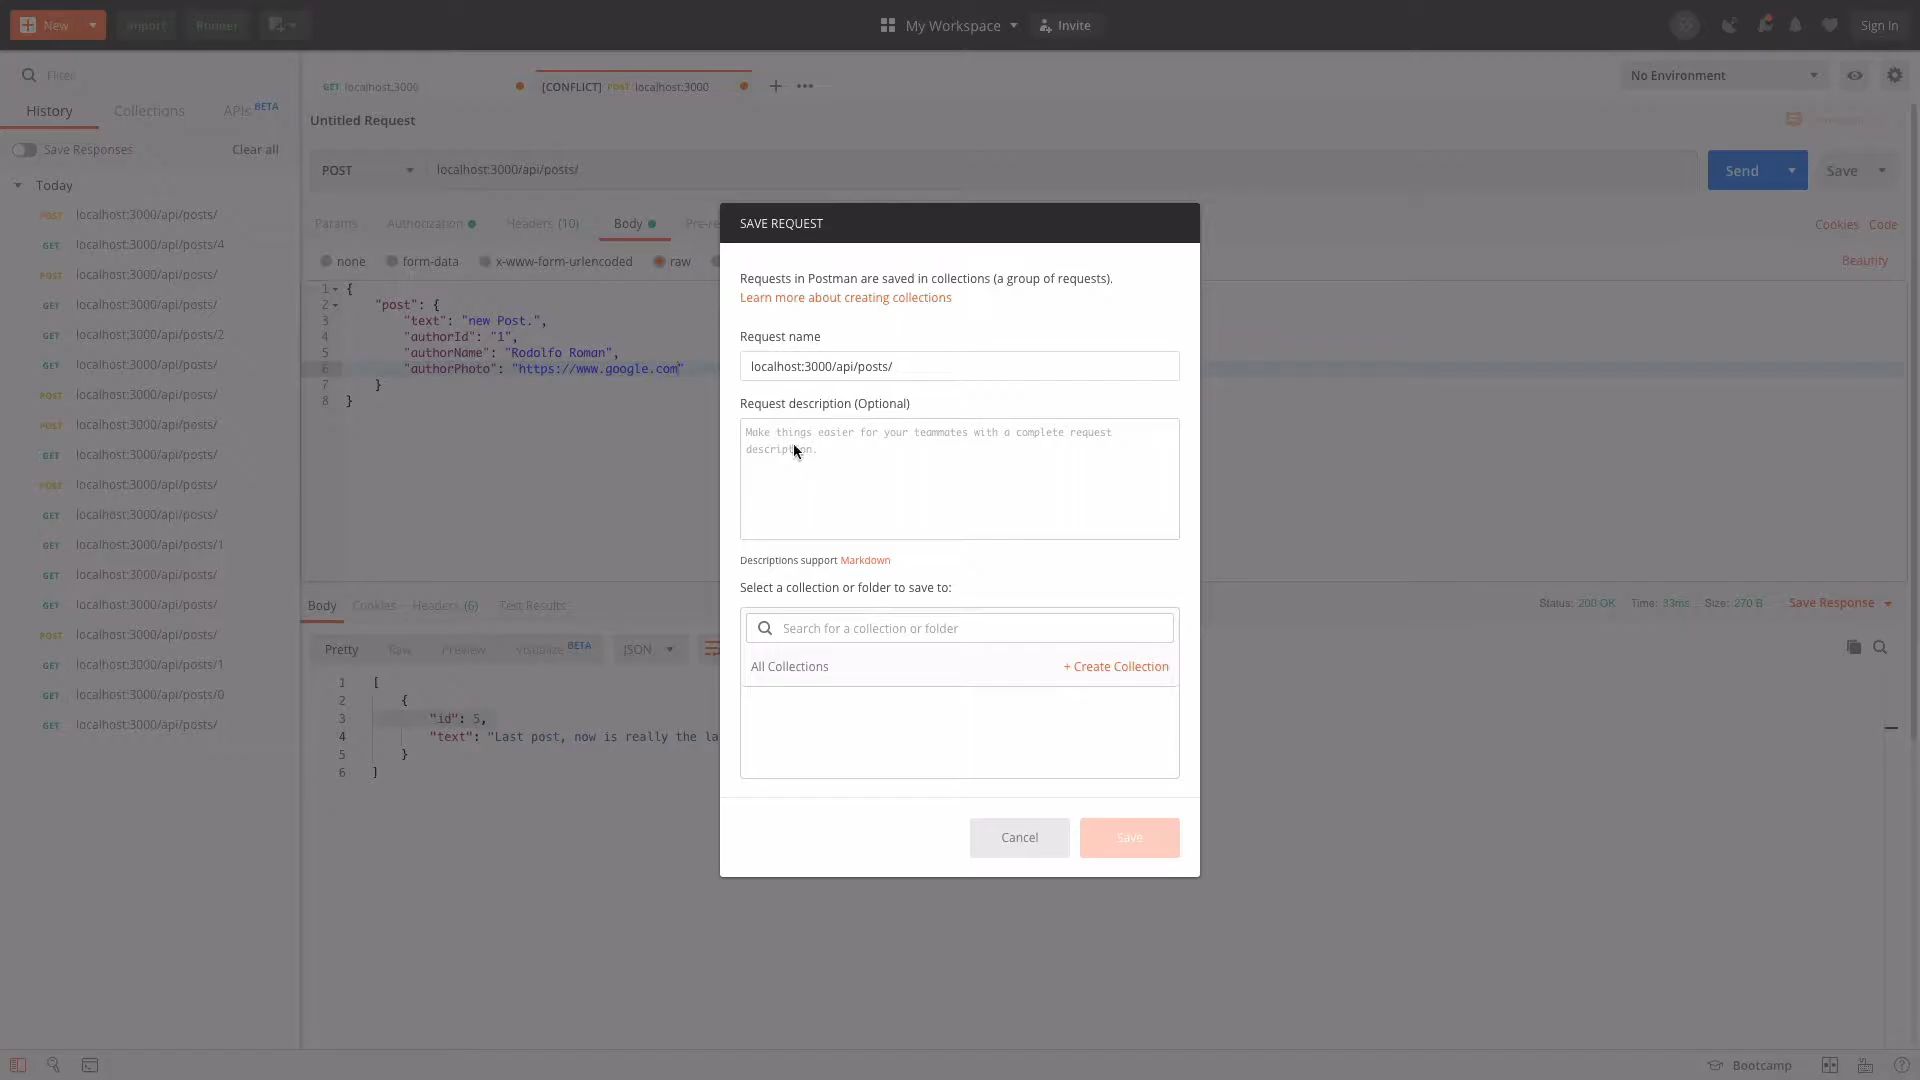 New
Import
Runner
My Workspace
Invite
Sign In
Filter
History
Collections
APIs BETA
Save Responses
Clear all
Today
POST localhost:3000/api/posts/
GET localhost:3000/api/posts/4
POST localhost:3000/api/posts/
GET localhost:3000/api/posts/
GET localhost:3000/api/posts/2
GET localhost:3000/api/posts/
POST localhost:3000/api/posts/
POST localhost:3000/api/posts/
GET localhost:3000/api/posts/
POST localhost:3000/api/posts/
GET localhost:3000/api/posts/
GET localhost:3000/api/posts/1
GET localhost:3000/api/posts/
GET localhost:3000/api/posts/
POST localhost:3000/api/posts/
GET localhost:3000/api/posts/1
GET localhost:3000/api/posts/0
GET localhost:3000/api/posts/
GET localhost:3000
[CONFLICT] POST localhost:3000
No Environment
Untitled Request
POST
localhost:3000/api/posts/
Send
Save
Params
Authorization
Headers (10)
Body
Pre-re
Cookies
Code
none
form-data
x-www-form-urlencoded
raw
Beautify
1 {
2 "post": {
3 "text": "new Post.",
4 "authorId": "1",
5 "authorName": "Rodolfo Roman",
6 "authorPhoto": "https://www.google.com"
7 }
8 }
Body
Cookies
Headers (6)
Test Results
Status: 200 OK
Time: 33ms
Size: 270 B
Save Response
Pretty
Raw
Preview
Visualize BETA
JSON
1 [
2 {
3 "id": 5,
4 "text": "Last post, now is really the la
5 }
6 ]
SAVE REQUEST
Requests in Postman are saved in collections (a group of requests).
Learn more about creating collections
Request name
localhost:3000/api/posts/
Request description (Optional)
Make things easier for your teammates with a complete request
description.
Descriptions support Markdown
Select a collection or folder to save to:
Search for a collection or folder
All Collections
+ Create Collection
Cancel
Save
Bootcamp